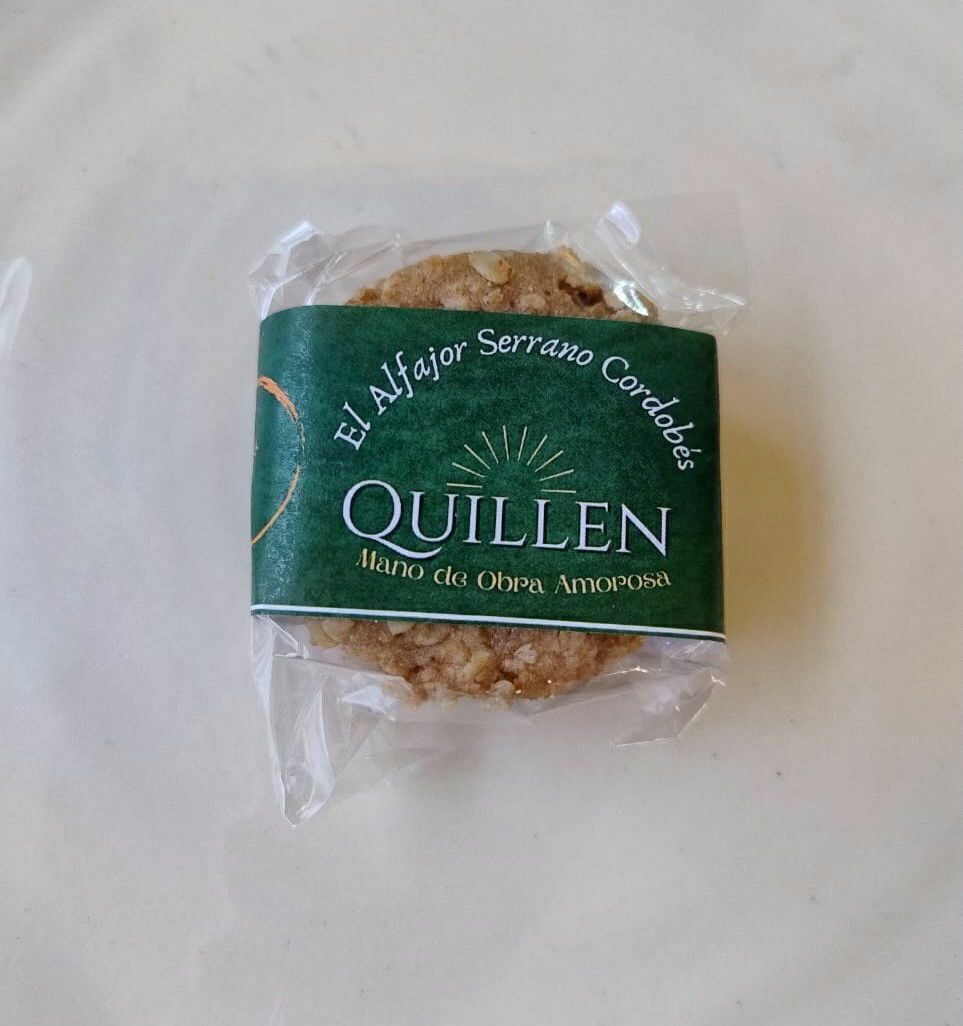 El Alfajor Serrano Cordobés
QUILLEN
Mano de Obra Amorosa